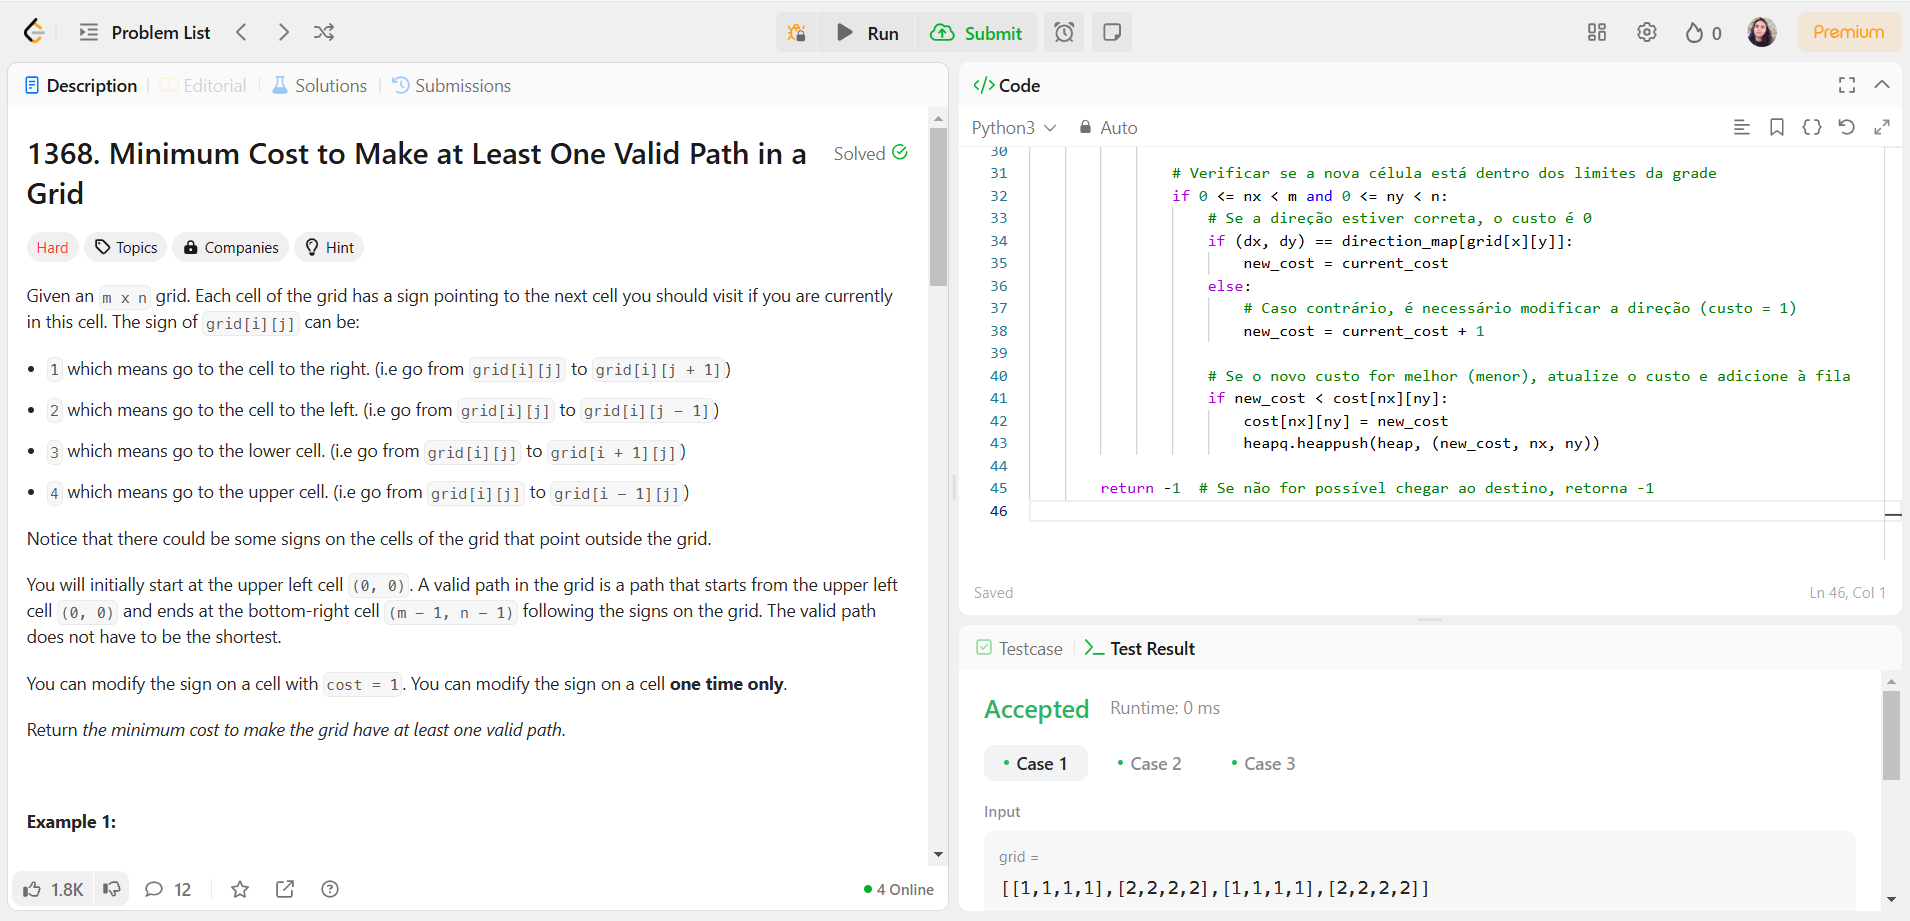 Problem List
Run
Submit
0
Premium
Description
Editorial
Solutions
Submissions
1368. Minimum Cost to Make at Least One Valid Path in a
Grid
Solved
Hard
Topics
Companies
Hint
Given an m x n grid. Each cell of the grid has a sign pointing to the next cell you should visit if you are currently
in this cell. The sign of grid[i][j] can be:
• 1 which means go to the cell to the right. (i.e go from grid[i][j] to grid[i][j + 1])
• 2 which means go to the cell to the left. (i.e go from grid[i][j] to grid[i][j - 1])
• 3 which means go to the lower cell. (i.e go from grid[i][j] to grid[i + 1][j])
• 4 which means go to the upper cell. (i.e go from grid[i][j] to grid[i - 1][j])
Notice that there could be some signs on the cells of the grid that point outside the grid.
You will initially start at the upper left cell (0, 0). A valid path in the grid is a path that starts from the upper left
cell (0, 0) and ends at the bottom-right cell (m - 1, n - 1) following the signs on the grid. The valid path
does not have to be the shortest.
You can modify the sign on a cell with cost = 1. You can modify the sign on a cell one time only.
Return the minimum cost to make the grid have at least one valid path.
Example 1:
1.8K
12
4 Online
</> Code
Python3
Auto
30
31 # Verificar se a nova célula está dentro dos limites da grade
32 if 0 <= nx < m and 0 <= ny < n:
33 # Se a direção estiver correta, o custo é 0
34 if (dx, dy) == direction_map[grid[x][y]]:
35 new_cost = current_cost
36 else:
37 # Caso contrário, é necessário modificar a direção (custo = 1)
38 new_cost = current_cost + 1
39
40 # Se o novo custo for melhor (menor), atualize o custo e adicione à fila
41 if new_cost < cost[nx][ny]:
42 cost[nx][ny] = new_cost
43 heapq.heappush(heap, (new_cost, nx, ny))
44
45 return -1 # Se não for possível chegar ao destino, retorna -1
46
Saved
Ln 46, Col 1
Testcase
Test Result
Accepted
Runtime: 0 ms
• Case 1
• Case 2
• Case 3
Input
grid =
[[1,1,1,1],[2,2,2,2],[1,1,1,1],[2,2,2,2]]